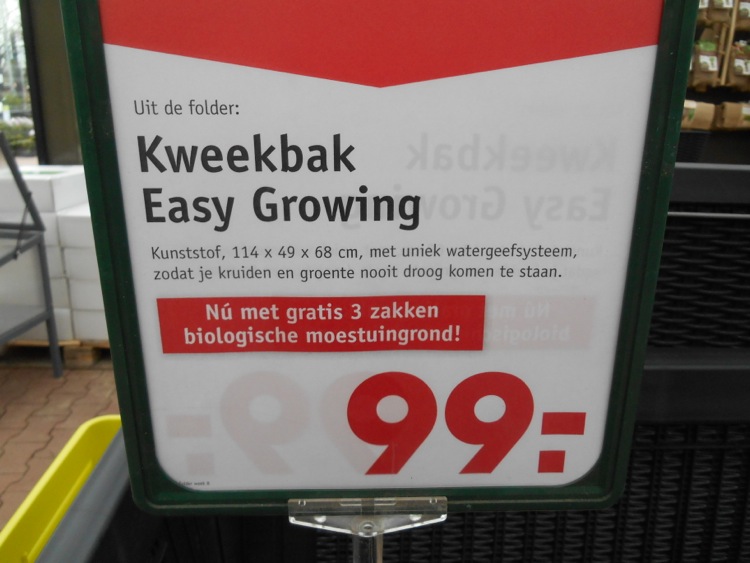 Uit de folder:
Kweekbak
Easy Growing
Kunststof, 114 x 49 x 68 cm, met uniek watergeefsysteem,
zodat je kruiden en groente nooit droog komen te staan.
Nú met gratis 3 zakken
biologische moestuingrond!
99:-